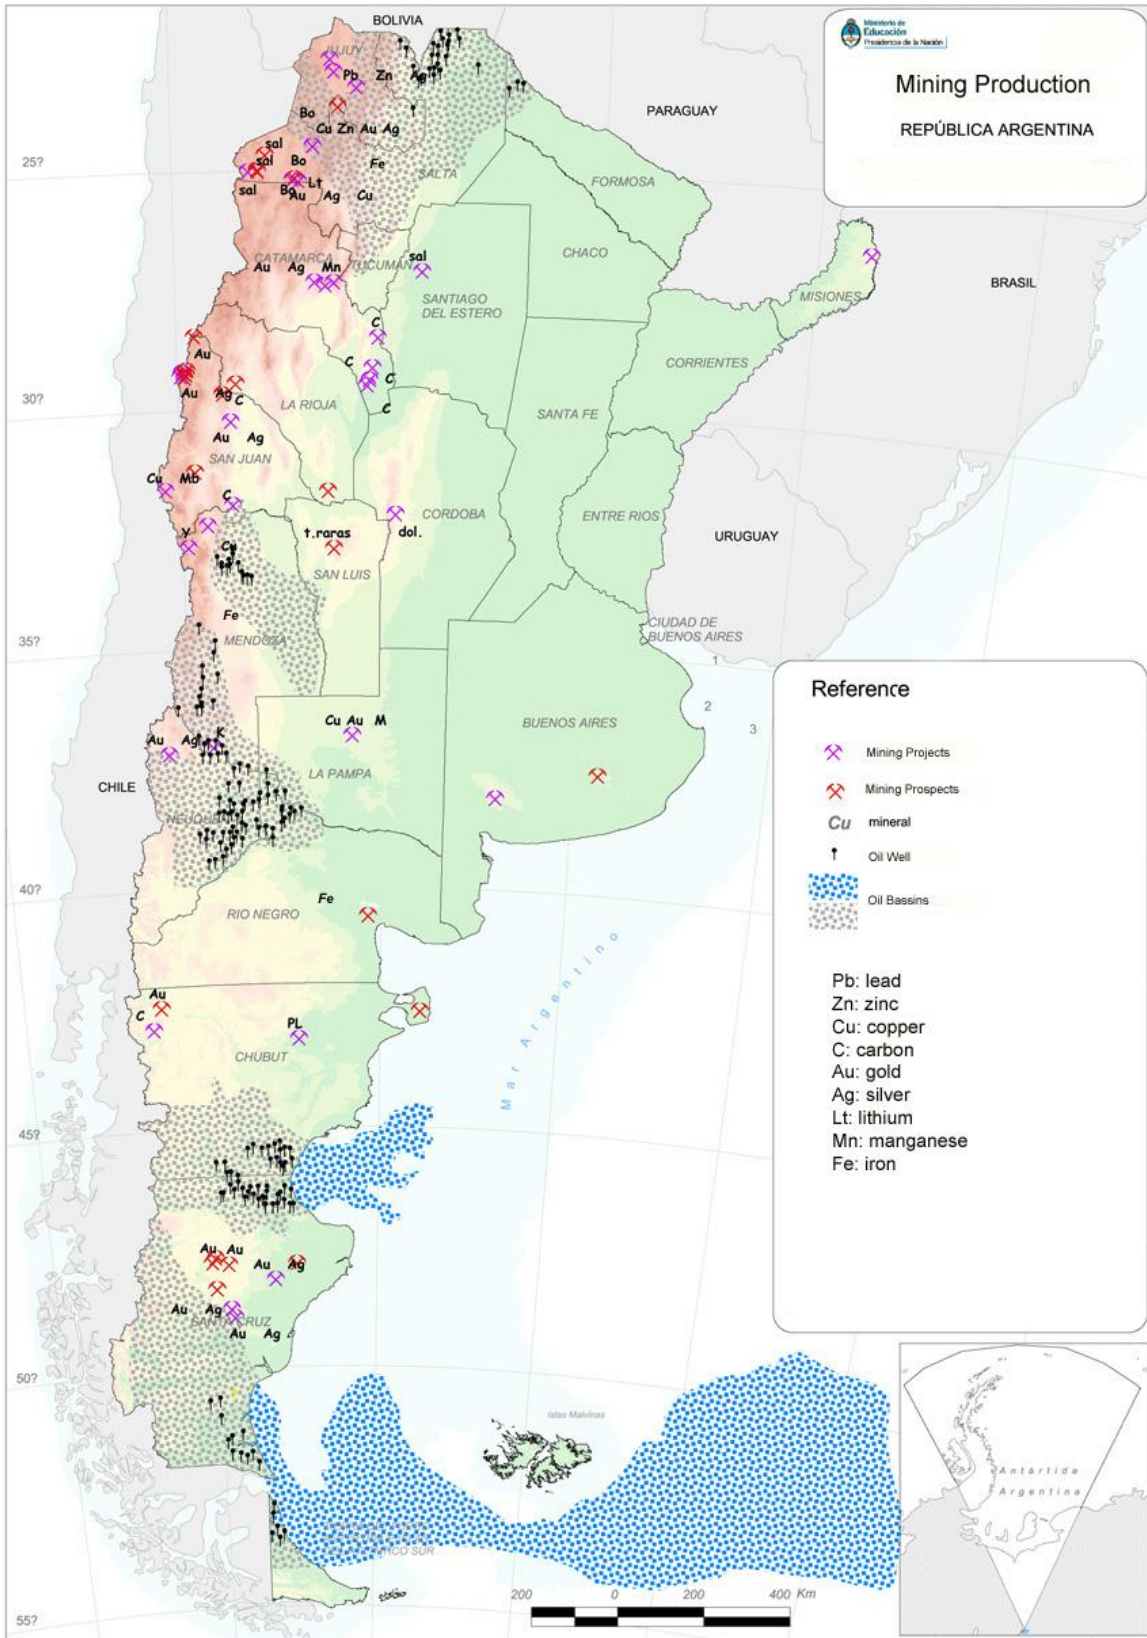 BOLIVIA
Ministerio de
Educación
Presidencia de la Nación
Mining Production
REPÚBLICA ARGENTINA
JUJUY
Pb Zn Ag
PARAGUAY
Bo
Cu Zn Au Ag
sal
25?
sal Bo
Fe
SALTA
FORMOSA
sal Bo Lt
Au Ag Cu
CHACO
CATAMARCA
TUCUMAN
sal
Au Ag Mn
BRASIL
MISIONES
SANTIAGO
DEL ESTERO
C
Au
C
CORRIENTES
C
30?
Au Ag
C
LA RIOJA
C
SANTA FE
Au Ag
SAN JUAN
Cu Mb
C
CORDOBA
ENTRE RIOS
t.raras
dol.
URUGUAY
Y
Cu
SAN LUIS
Fe
MENDOZA
CIUDAD DE
BUENOS AIRES
35?
1
2
3
Reference
Cu Au M
BUENOS AIRES
Au Ag K
LA PAMPA
CHILE
NEUQUEN
Mining Projects
Mining Prospects
Cu mineral
Oil Well
Oil Bassins
40?
Fe
RIO NEGRO
Mar Argentino
Au
C
PL
CHUBUT
Pb: lead
Zn: zinc
Cu: copper
C: carbon
Au: gold
Ag: silver
Lt: lithium
Mn: manganese
Fe: iron
45?
Au Au
Au Ag
Au Ag
SANTA CRUZ
Au Ag
50?
Islas Malvinas
Antártida
Argentina
200 0 200 400 Km
55?